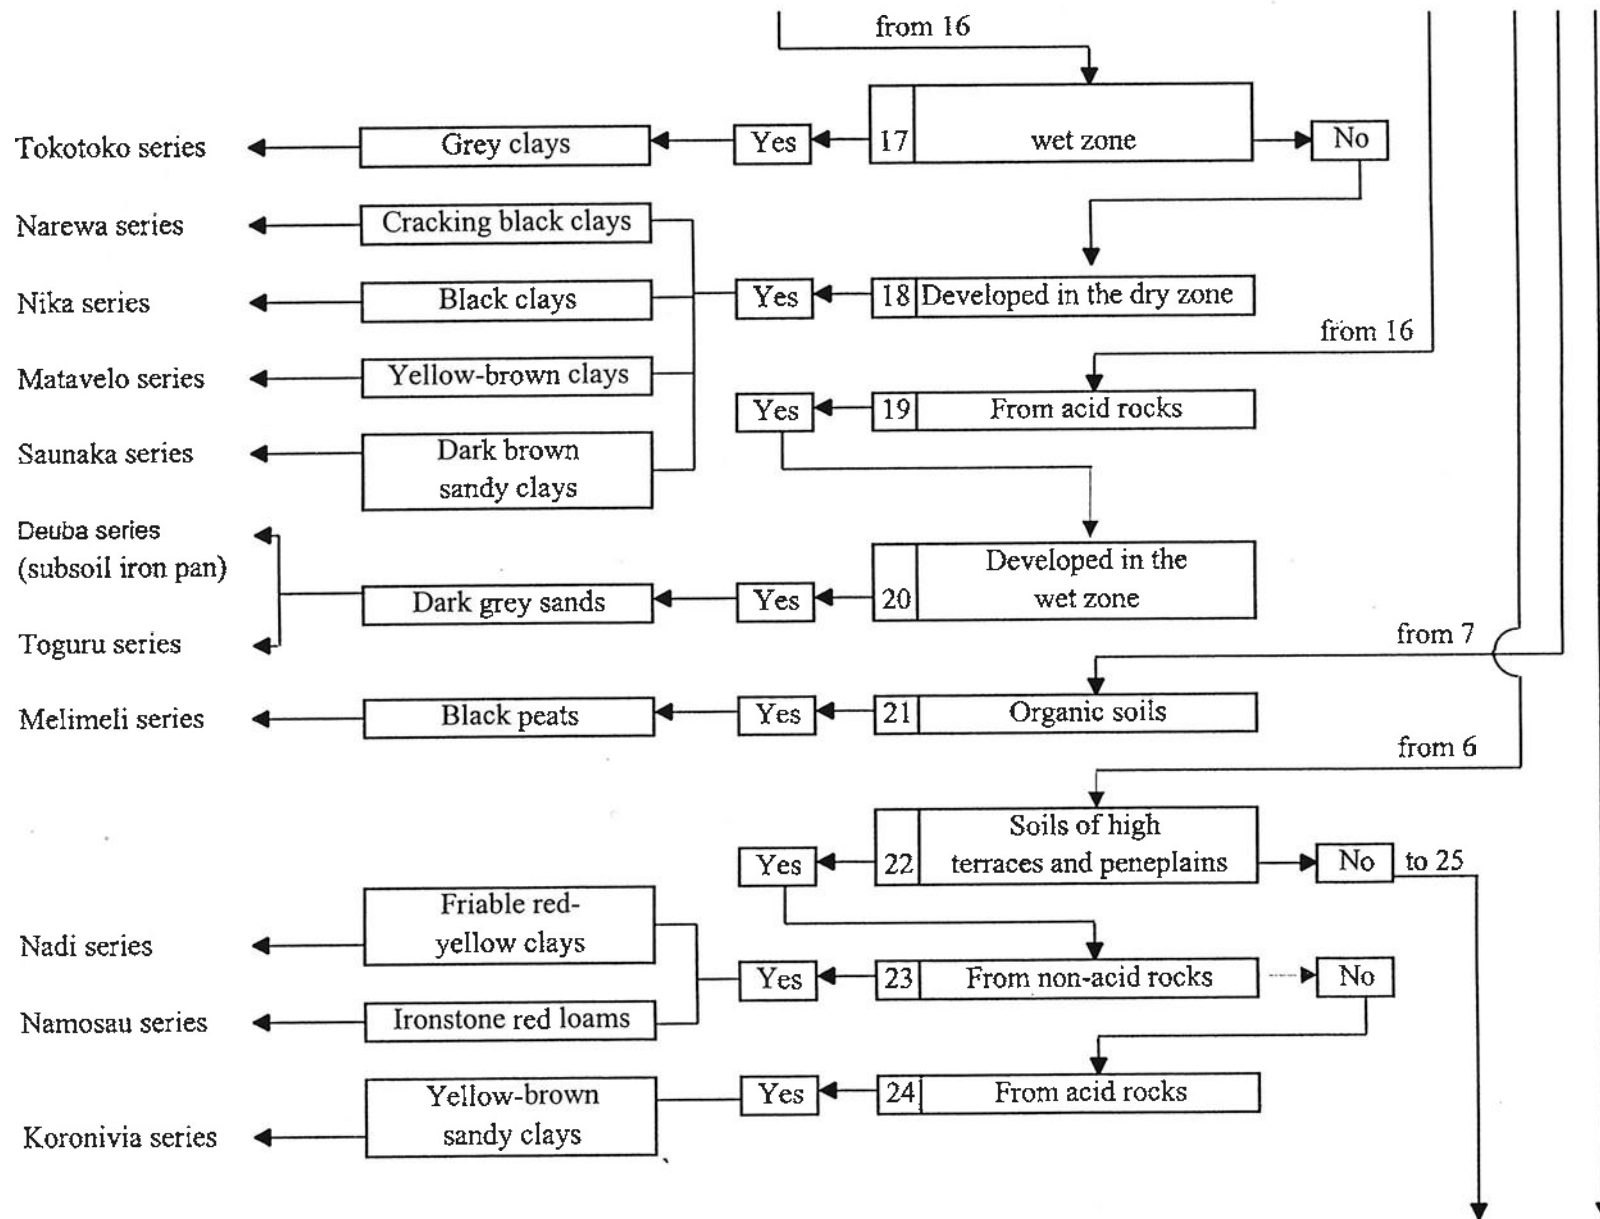 from 16
Tokotoko series
Grey clays
Yes
17
wet zone
No
Narewa series
Cracking black clays
Nika series
Black clays
Yes
18
Developed in the dry zone
from 16
Matavelo series
Yellow-brown clays
Yes
19
From acid rocks
Saunaka series
Dark brown
sandy clays
Deuba series
(subsoil iron pan)
Dark grey sands
Yes
20
Developed in the
wet zone
Toguru series
from 7
Melimeli series
Black peats
Yes
21
Organic soils
from 6
Yes
22
Soils of high
terraces and peneplains
No
to 25
Nadi series
Friable red-
yellow clays
Yes
23
From non-acid rocks
No
Namosau series
Ironstone red loams
Koronivia series
Yellow-brown
sandy clays
Yes
24
From acid rocks